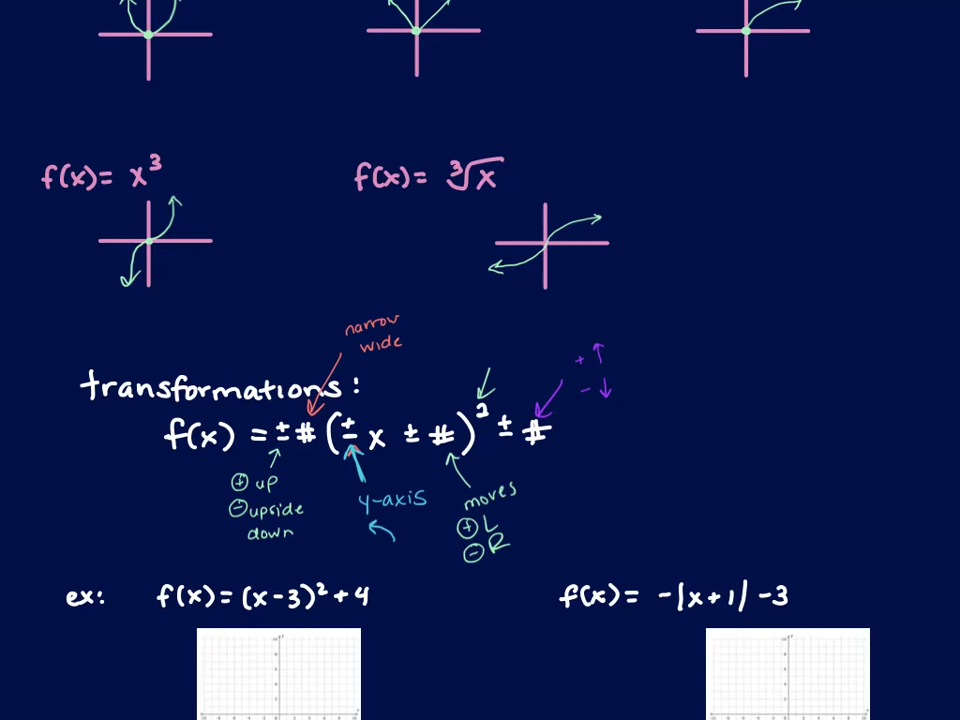 f(x)= x³
f(x)= ∛x
narrow
wide
+ ↑
- ↓
transformations:
f(x) = ± # (± x ± #)² ± #
⊕ up
⊖ upside
down
y-axis
moves
⊕ L
⊖ R
ex:
f(x) = (x-3)² + 4
f(x) = -|x+1| -3